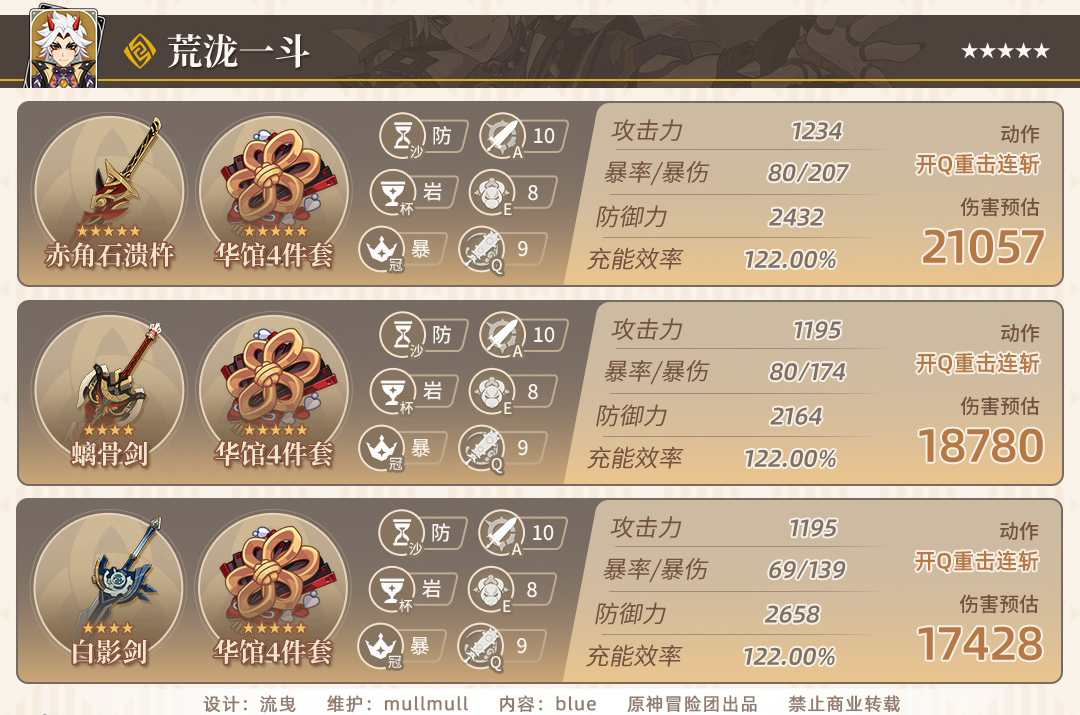 荒泷一斗 ★★★★★
赤角石溃杵
华馆4件套
沙 防 A 10
杯 岩 E 8
冠 暴 Q 9
攻击力 1234
暴率/暴伤 80/207
防御力 2432
充能效率 122.00%
动作
开Q重击连斩
伤害预估
21057
螭骨剑
华馆4件套
沙 防 A 10
杯 岩 E 8
冠 暴 Q 9
攻击力 1195
暴率/暴伤 80/174
防御力 2164
充能效率 122.00%
动作
开Q重击连斩
伤害预估
18780
白影剑
华馆4件套
沙 防 A 10
杯 岩 E 8
冠 暴 Q 9
攻击力 1195
暴率/暴伤 69/139
防御力 2658
充能效率 122.00%
动作
开Q重击连斩
伤害预估
17428
设计：流曳 维护：mullmull 内容：blue 原神冒险团出品 禁止商业转载